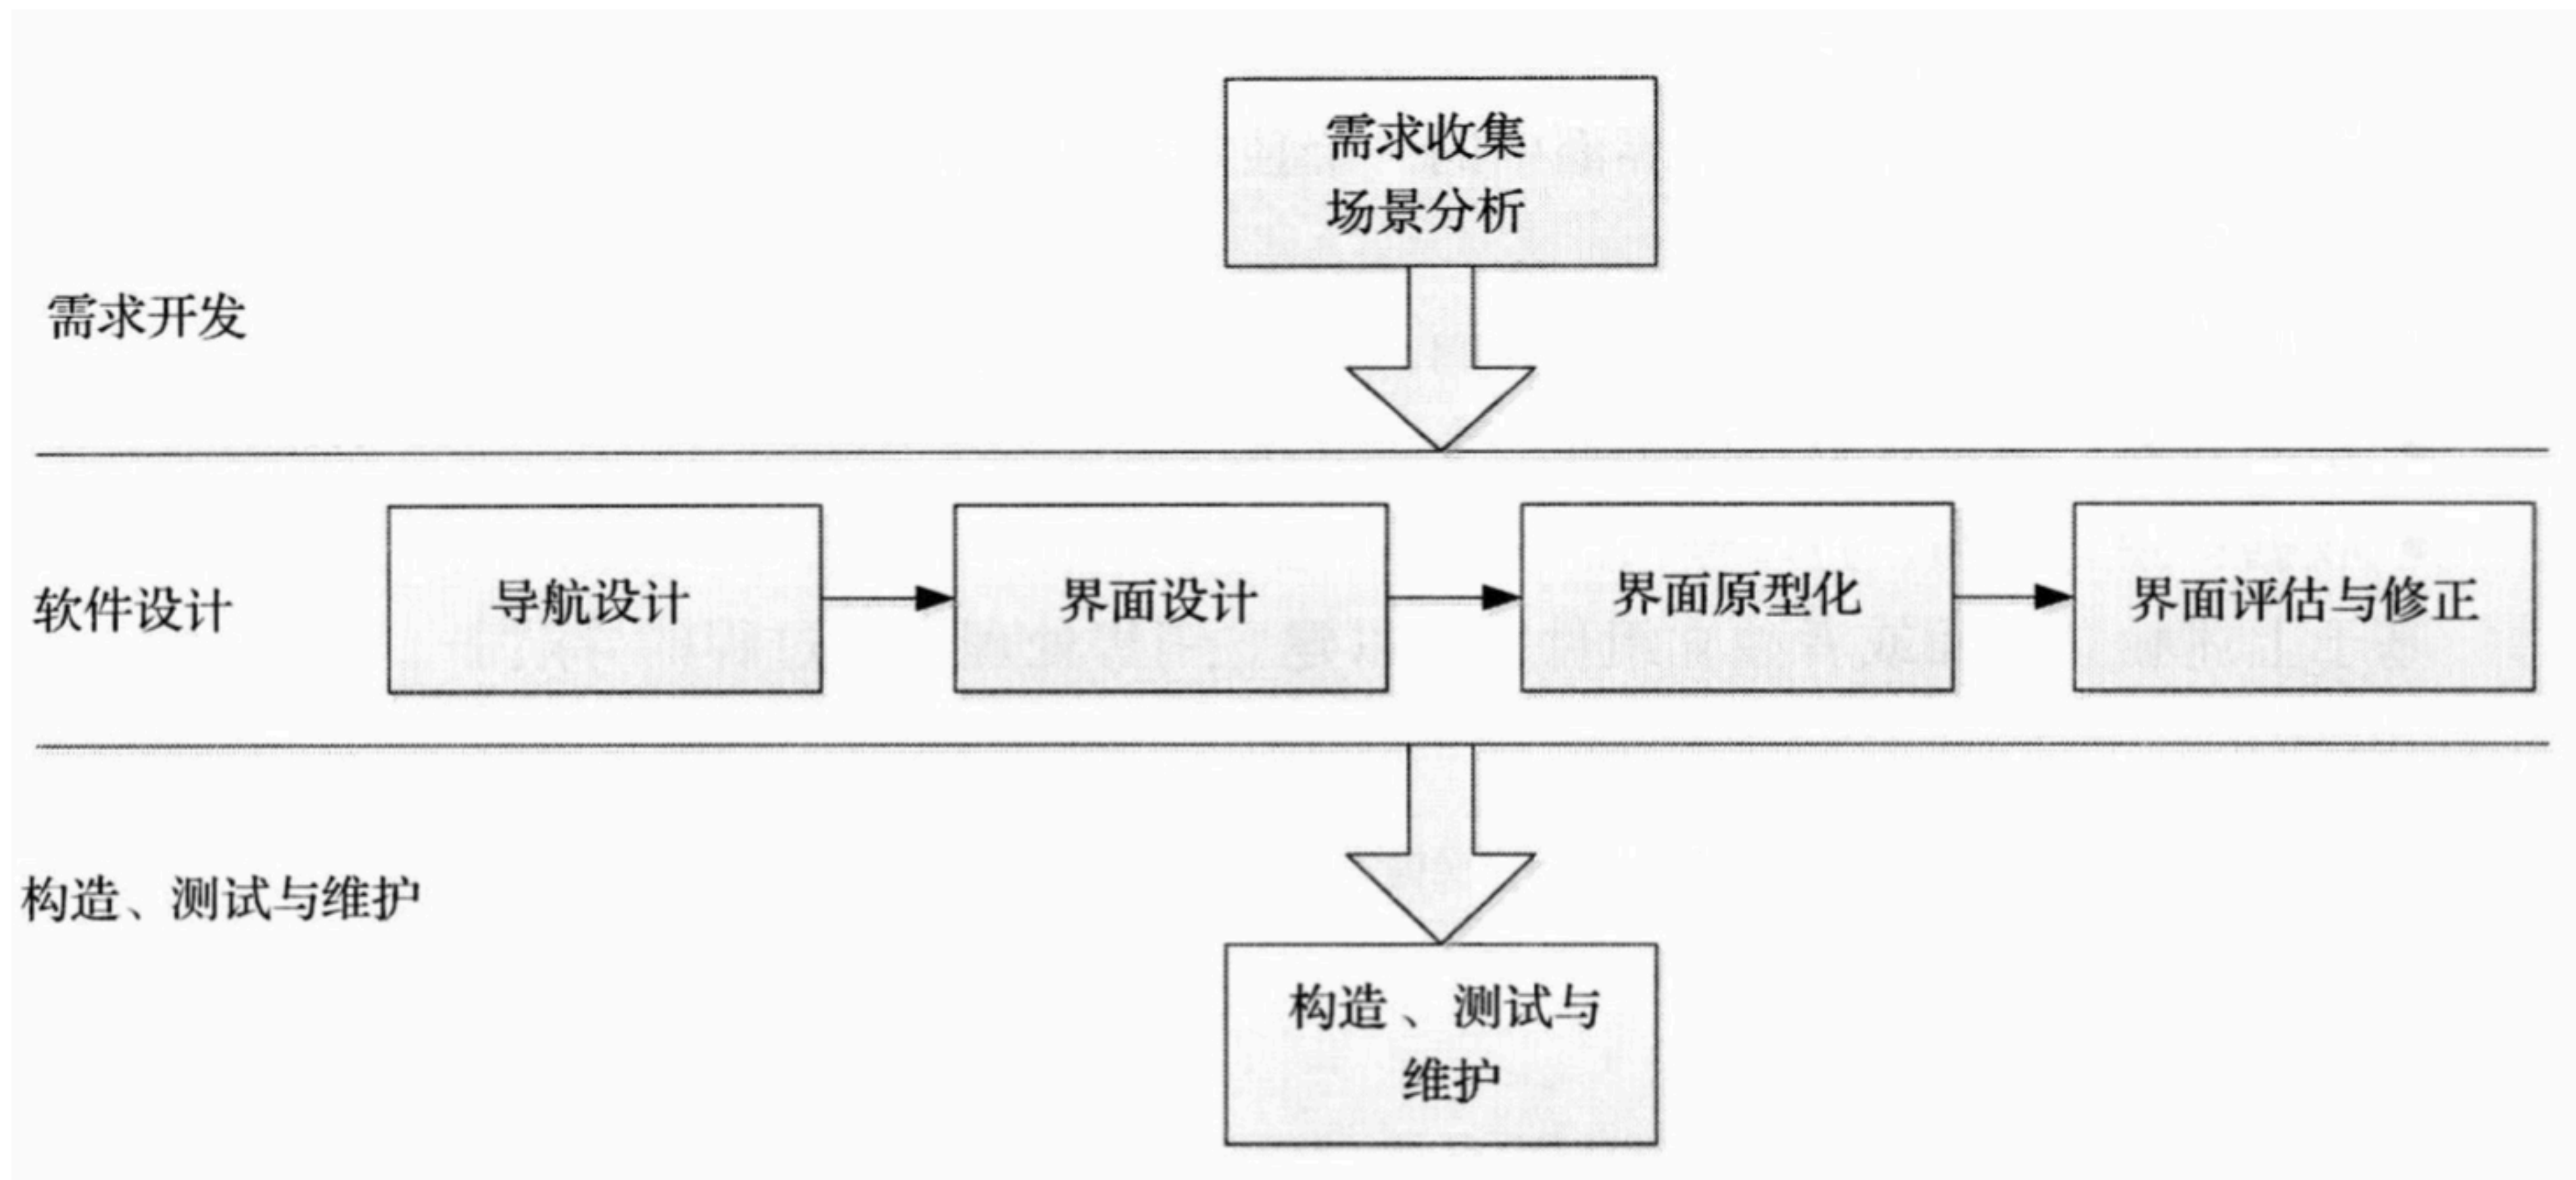 需求收集
场景分析
需求开发
软件设计
导航设计
界面设计
界面原型化
界面评估与修正
构造、测试与维护
构造、测试与
维护